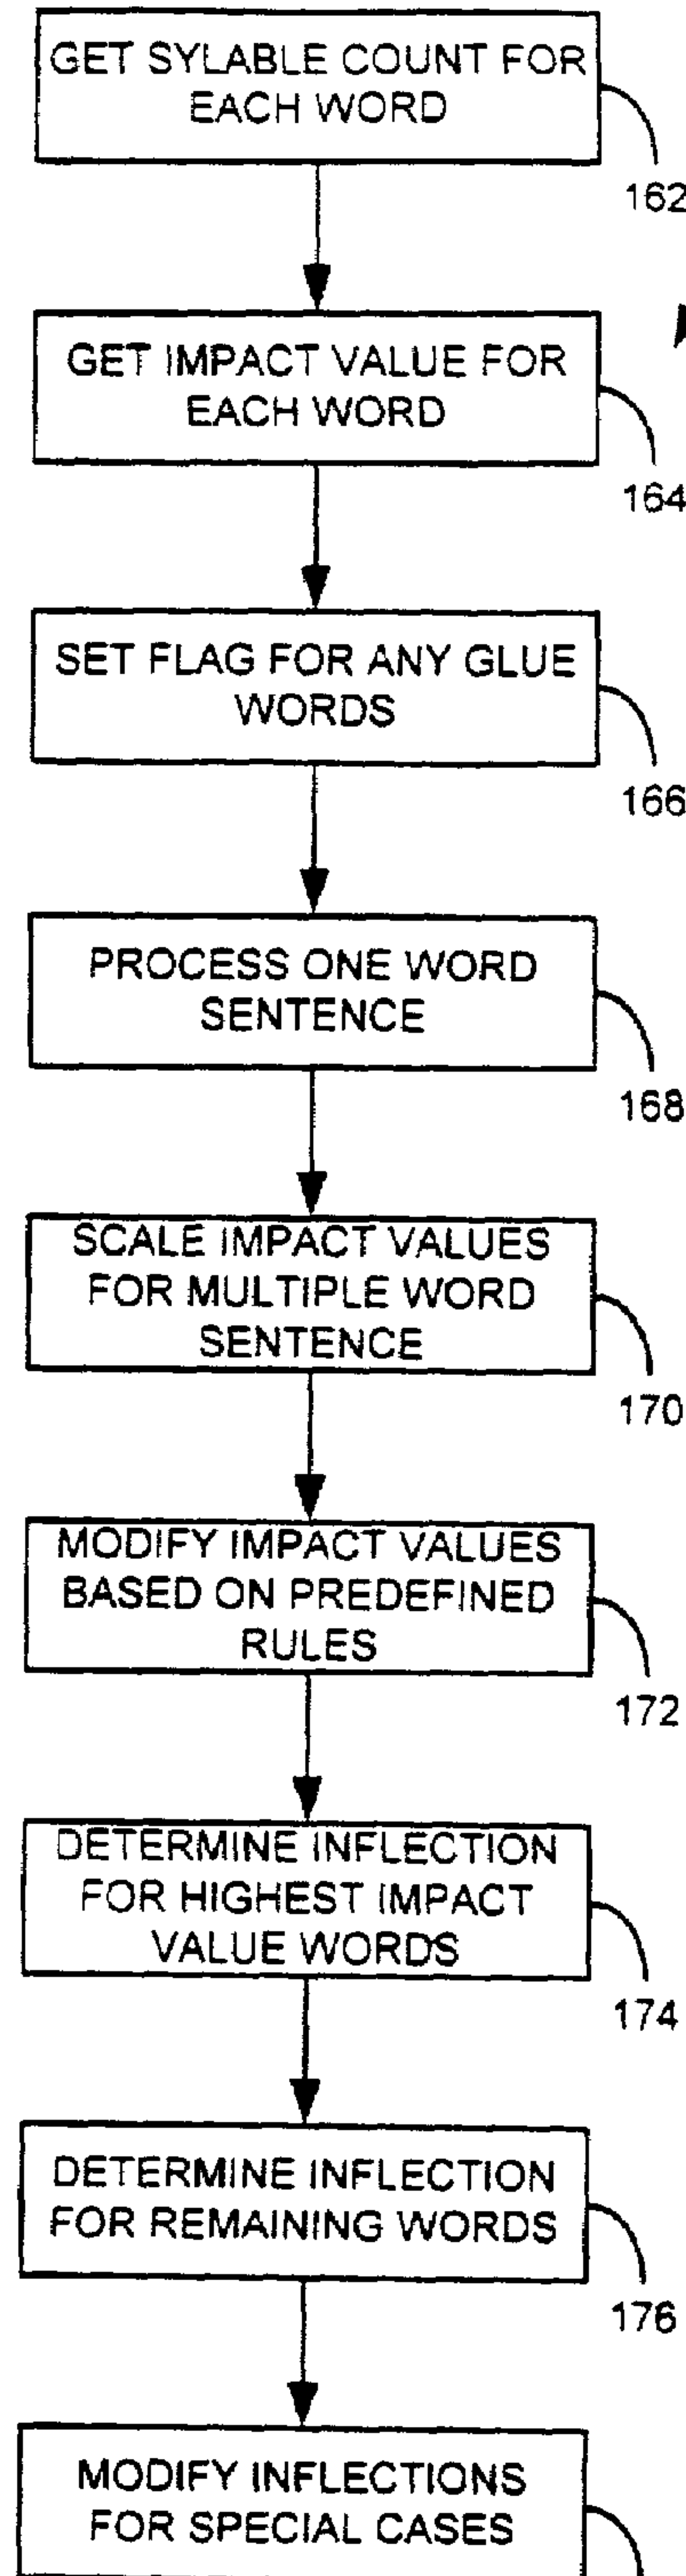 GET SYLABLE COUNT FOR
EACH WORD
162
GET IMPACT VALUE FOR
EACH WORD
164
SET FLAG FOR ANY GLUE
WORDS
166
PROCESS ONE WORD
SENTENCE
168
SCALE IMPACT VALUES
FOR MULTIPLE WORD
SENTENCE
170
MODIFY IMPACT VALUES
BASED ON PREDEFINED
RULES
172
DETERMINE INFLECTION
FOR HIGHEST IMPACT
VALUE WORDS
174
DETERMINE INFLECTION
FOR REMAINING WORDS
176
MODIFY INFLECTIONS
FOR SPECIAL CASES